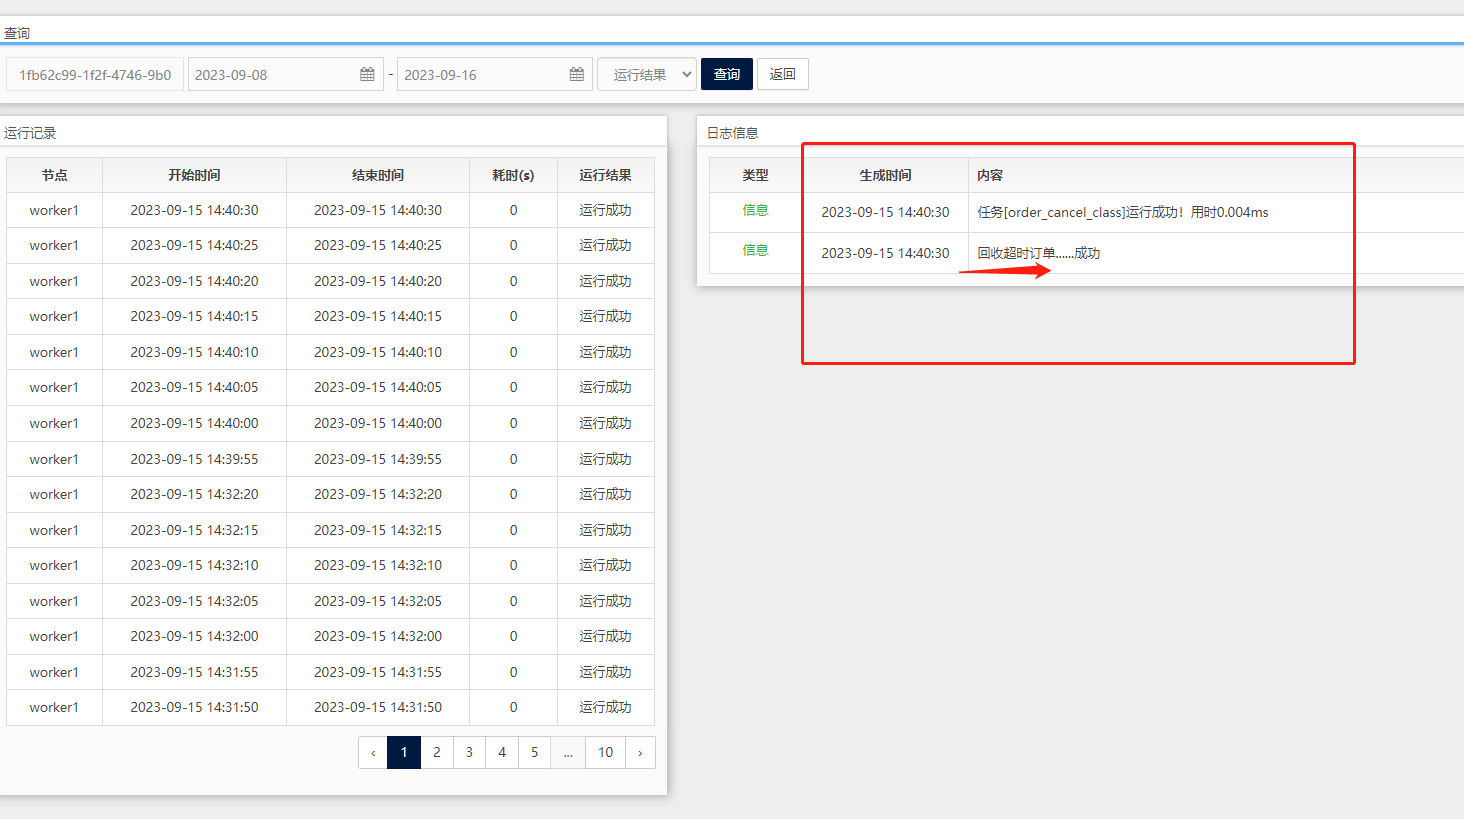 查询
1fb62c99-1f2f-4746-9b0 2023-09-08 - 2023-09-16 运行结果 查询 返回
运行记录
节点 开始时间 结束时间 耗时(s) 运行结果
worker1 2023-09-15 14:40:30 2023-09-15 14:40:30 0 运行成功
worker1 2023-09-15 14:40:25 2023-09-15 14:40:25 0 运行成功
worker1 2023-09-15 14:40:20 2023-09-15 14:40:20 0 运行成功
worker1 2023-09-15 14:40:15 2023-09-15 14:40:15 0 运行成功
worker1 2023-09-15 14:40:10 2023-09-15 14:40:10 0 运行成功
worker1 2023-09-15 14:40:05 2023-09-15 14:40:05 0 运行成功
worker1 2023-09-15 14:40:00 2023-09-15 14:40:00 0 运行成功
worker1 2023-09-15 14:39:55 2023-09-15 14:39:55 0 运行成功
worker1 2023-09-15 14:32:20 2023-09-15 14:32:20 0 运行成功
worker1 2023-09-15 14:32:15 2023-09-15 14:32:15 0 运行成功
worker1 2023-09-15 14:32:10 2023-09-15 14:32:10 0 运行成功
worker1 2023-09-15 14:32:05 2023-09-15 14:32:05 0 运行成功
worker1 2023-09-15 14:32:00 2023-09-15 14:32:00 0 运行成功
worker1 2023-09-15 14:31:55 2023-09-15 14:31:55 0 运行成功
worker1 2023-09-15 14:31:50 2023-09-15 14:31:50 0 运行成功
‹ 1 2 3 4 5 ... 10 ›
日志信息
类型 生成时间 内容
信息 2023-09-15 14:40:30 任务[order_cancel_class]运行成功！用时0.004ms
信息 2023-09-15 14:40:30 回收超时订单......成功